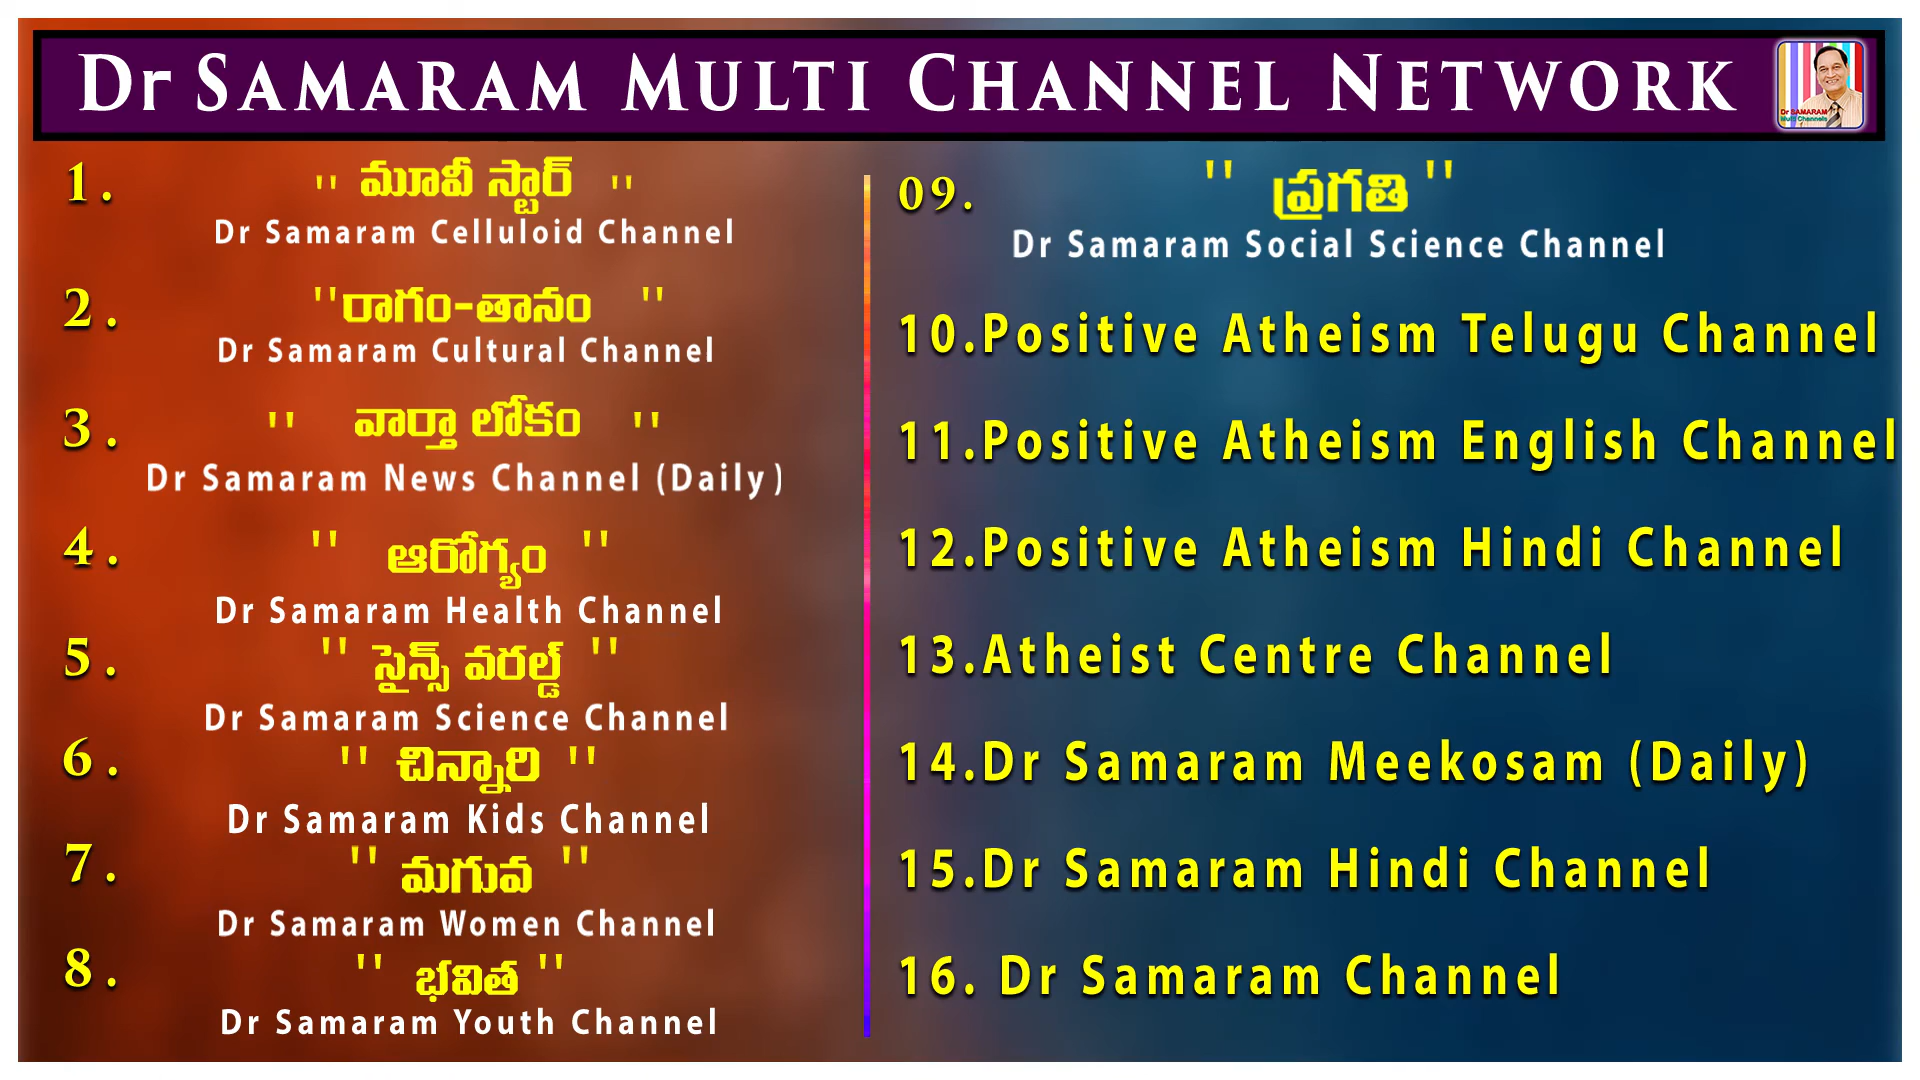 Dr SAMARAM MULTI CHANNEL NETWORK
Dr SAMARAM
Multi Channels
1. " మూవీ స్టార్ "
Dr Samaram Celluloid Channel
2. "రాగం-తానం "
Dr Samaram Cultural Channel
3. " వార్తా లోకం "
Dr Samaram News Channel (Daily)
4. " ఆరోగ్యం "
Dr Samaram Health Channel
5. " సైన్స్ వరల్డ్ "
Dr Samaram Science Channel
6. " చిన్నారి "
Dr Samaram Kids Channel
7. " మగువ "
Dr Samaram Women Channel
8. " భవిత "
Dr Samaram Youth Channel
09. " ప్రగతి "
Dr Samaram Social Science Channel
10.Positive Atheism Telugu Channel
11.Positive Atheism English Channel
12.Positive Atheism Hindi Channel
13.Atheist Centre Channel
14.Dr Samaram Meekosam (Daily)
15.Dr Samaram Hindi Channel
16. Dr Samaram Channel